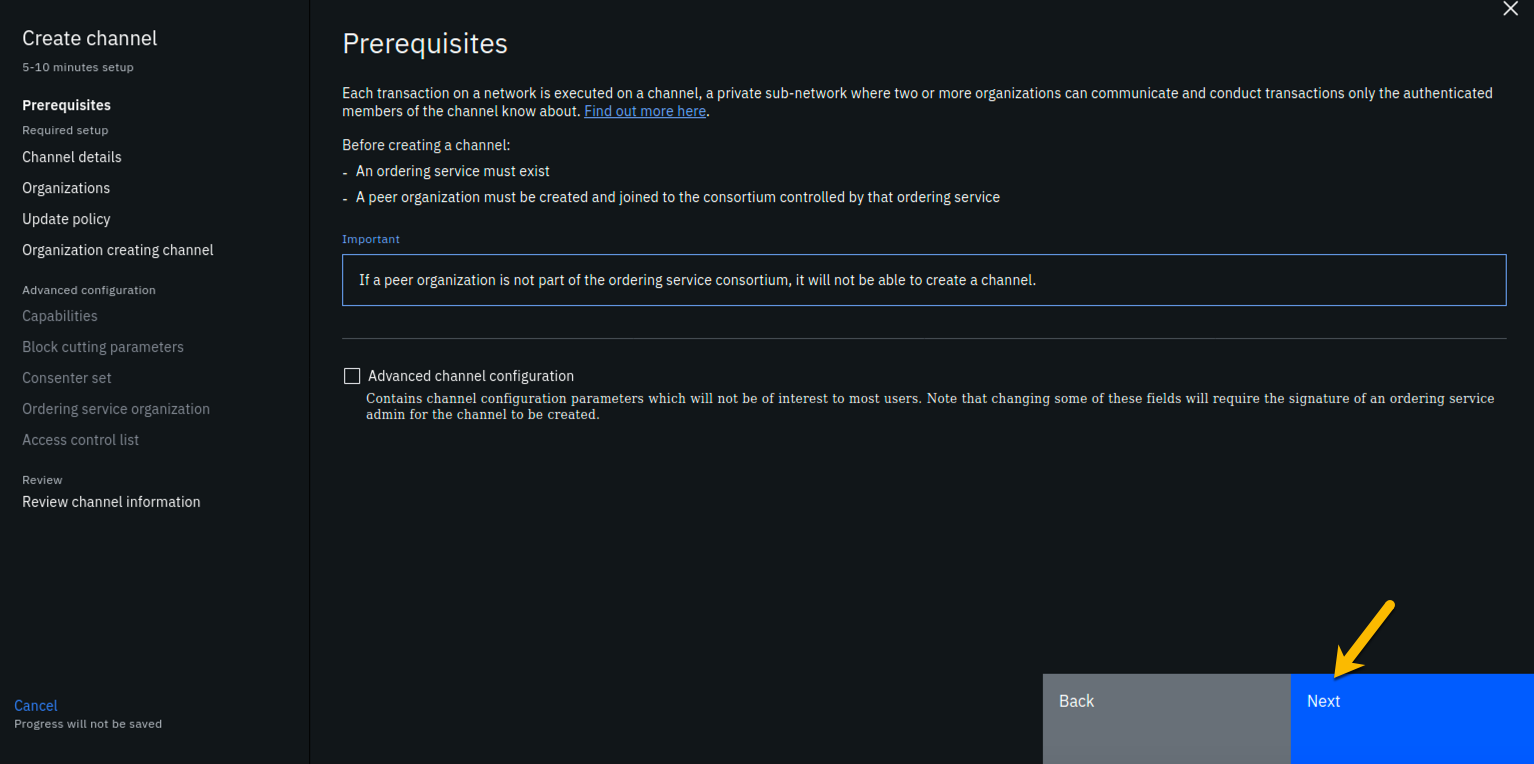 Create channel
5-10 minutes setup
Prerequisites
Required setup
Channel details
Organizations
Update policy
Organization creating channel
Advanced configuration
Capabilities
Block cutting parameters
Consenter set
Ordering service organization
Access control list
Review
Review channel information
Cancel
Progress will not be saved
Prerequisites
Each transaction on a network is executed on a channel, a private sub-network where two or more organizations can communicate and conduct transactions only the authenticated
members of the channel know about. Find out more here.
Before creating a channel:
- An ordering service must exist
- A peer organization must be created and joined to the consortium controlled by that ordering service
Important
If a peer organization is not part of the ordering service consortium, it will not be able to create a channel.
Advanced channel configuration
Contains channel configuration parameters which will not be of interest to most users. Note that changing some of these fields will require the signature of an ordering service
admin for the channel to be created.
Back
Next